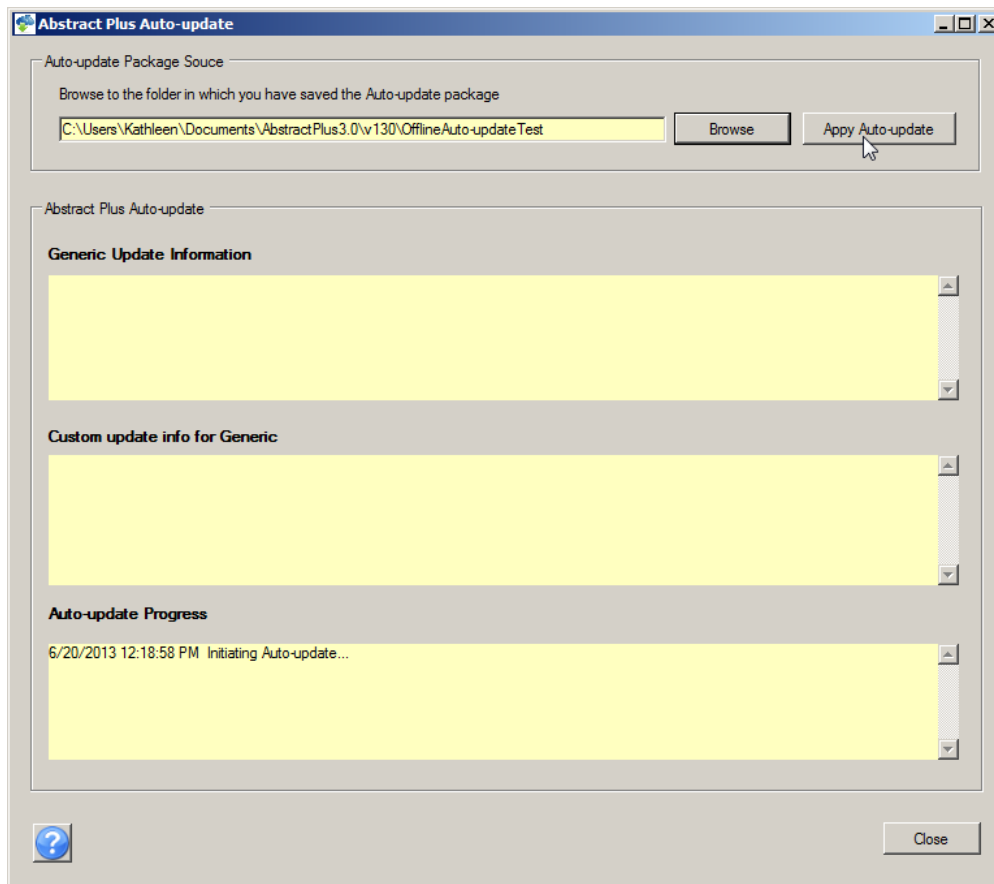 Abstract Plus Auto-update
Auto-update Package Souce
Browse to the folder in which you have saved the Auto-update package
C:\Users\Kathleen\Documents\AbstractPlus3.0\v130\OfflineAuto-updateTest
Browse
Appy Auto-update
Abstract Plus Auto-update
Generic Update Information
Custom update info for Generic
Auto-update Progress
6/20/2013 12:18:58 PM  Initiating Auto-update...
?
Close